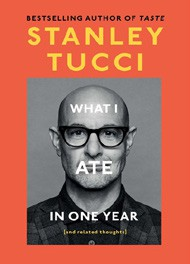 BESTSELLING AUTHOR OF TASTE
STANLEY
TUCCI
WHAT I
ATE
IN ONE YEAR
[and related thoughts]